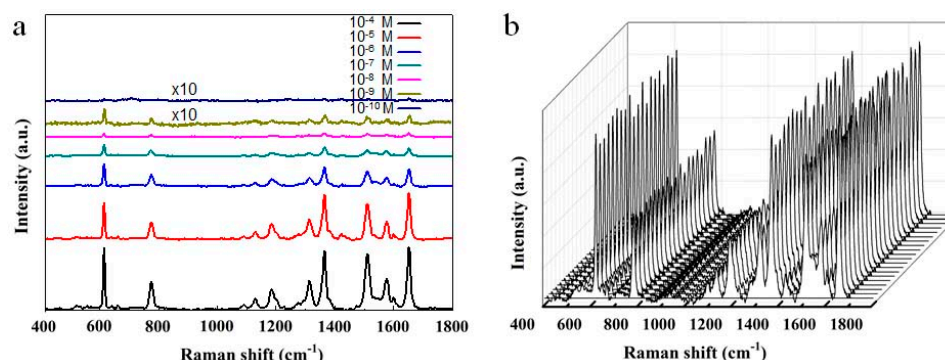 a
10⁻⁴ M
10⁻⁵ M
10⁻⁶ M
10⁻⁷ M
10⁻⁸ M
10⁻⁹ M
10⁻¹⁰ M
x10
x10
Intensity (a.u.)
400 600 800 1000 1200 1400 1600 1800
Raman shift (cm⁻¹)
b
Intensity (a.u.)
400 600 800 1000 1200 1400 1600 1800
Raman shift (cm⁻¹)